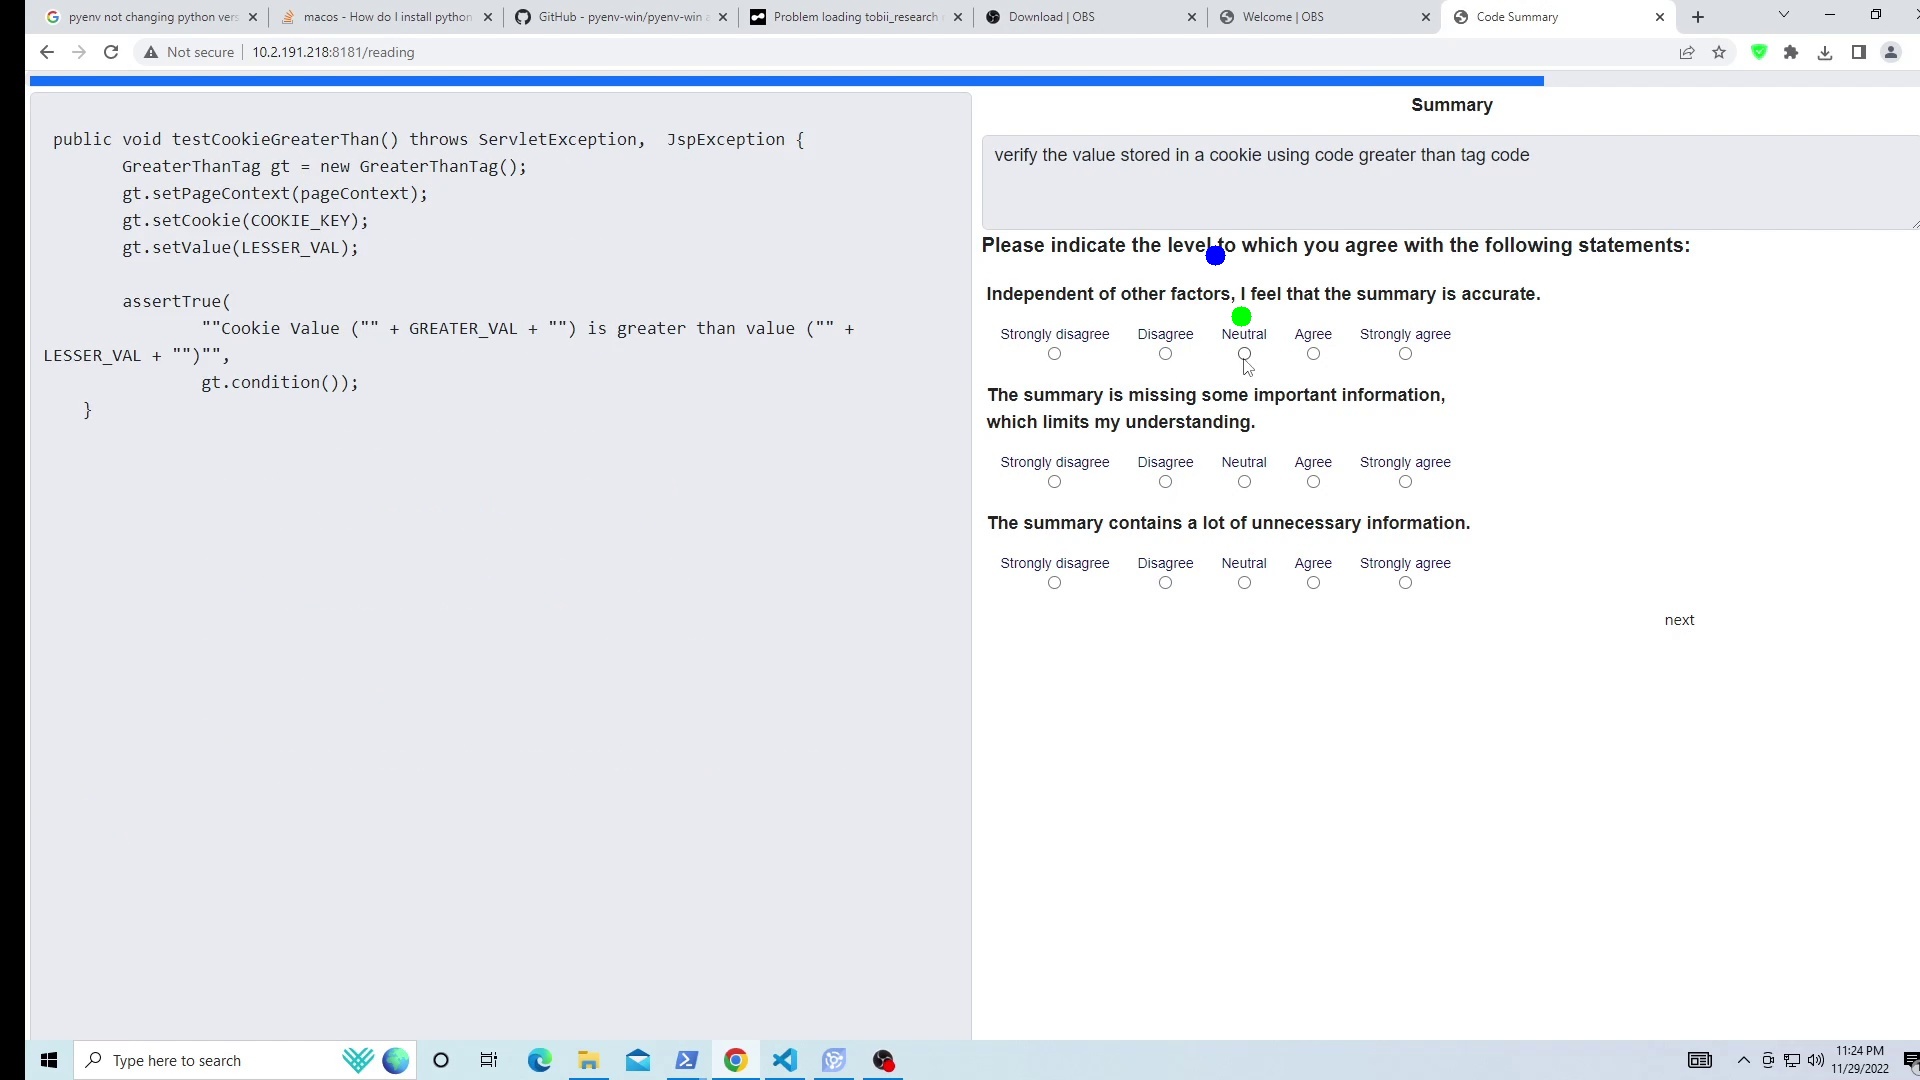 pyenv not changing python vers
macos - How do I install python
GitHub - pyenv-win/pyenv-win a
Problem loading tobii_research
Download | OBS
Welcome | OBS
Code Summary
Not secure
10.2.191.218:8181/reading
public void testCookieGreaterThan() throws ServletException,  JspException {
GreaterThanTag gt = new GreaterThanTag();
gt.setPageContext(pageContext);
gt.setCookie(COOKIE_KEY);
gt.setValue(LESSER_VAL);
assertTrue(
""Cookie Value ("" + GREATER_VAL + "") is greater than value ("" +
LESSER_VAL + "")"",
gt.condition());
}
Summary
verify the value stored in a cookie using code greater than tag code
Please indicate the level to which you agree with the following statements:
Independent of other factors, I feel that the summary is accurate.
Strongly disagree Disagree Neutral Agree Strongly agree
The summary is missing some important information,
which limits my understanding.
Strongly disagree Disagree Neutral Agree Strongly agree
The summary contains a lot of unnecessary information.
Strongly disagree Disagree Neutral Agree Strongly agree
next
Type here to search
11:24 PM
11/29/2022